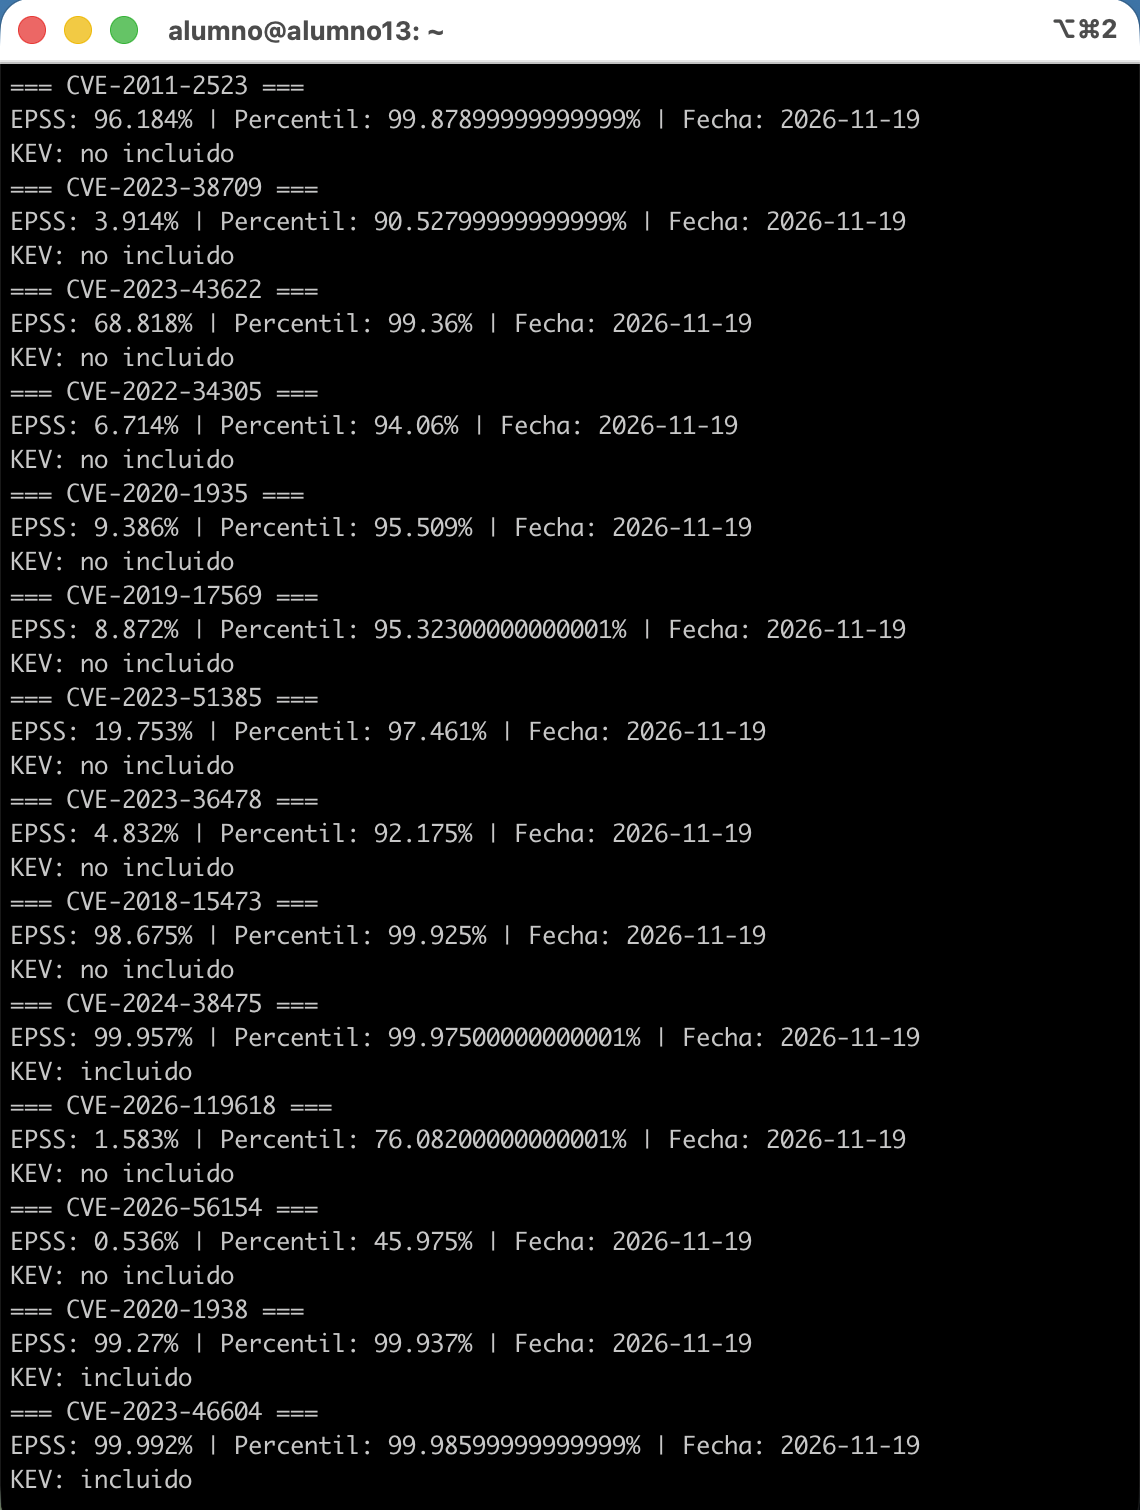 alumno@alumno13: ~
⌥⌘2
=== CVE-2011-2523 ===
EPSS: 96.184% | Percentil: 99.87899999999999% | Fecha: 2026-11-19
KEV: no incluido
=== CVE-2023-38709 ===
EPSS: 3.914% | Percentil: 90.52799999999999% | Fecha: 2026-11-19
KEV: no incluido
=== CVE-2023-43622 ===
EPSS: 68.818% | Percentil: 99.36% | Fecha: 2026-11-19
KEV: no incluido
=== CVE-2022-34305 ===
EPSS: 6.714% | Percentil: 94.06% | Fecha: 2026-11-19
KEV: no incluido
=== CVE-2020-1935 ===
EPSS: 9.386% | Percentil: 95.509% | Fecha: 2026-11-19
KEV: no incluido
=== CVE-2019-17569 ===
EPSS: 8.872% | Percentil: 95.32300000000001% | Fecha: 2026-11-19
KEV: no incluido
=== CVE-2023-51385 ===
EPSS: 19.753% | Percentil: 97.461% | Fecha: 2026-11-19
KEV: no incluido
=== CVE-2023-36478 ===
EPSS: 4.832% | Percentil: 92.175% | Fecha: 2026-11-19
KEV: no incluido
=== CVE-2018-15473 ===
EPSS: 98.675% | Percentil: 99.925% | Fecha: 2026-11-19
KEV: no incluido
=== CVE-2024-38475 ===
EPSS: 99.957% | Percentil: 99.97500000000001% | Fecha: 2026-11-19
KEV: incluido
=== CVE-2026-119618 ===
EPSS: 1.583% | Percentil: 76.08200000000001% | Fecha: 2026-11-19
KEV: no incluido
=== CVE-2026-56154 ===
EPSS: 0.536% | Percentil: 45.975% | Fecha: 2026-11-19
KEV: no incluido
=== CVE-2020-1938 ===
EPSS: 99.27% | Percentil: 99.937% | Fecha: 2026-11-19
KEV: incluido
=== CVE-2023-46604 ===
EPSS: 99.992% | Percentil: 99.98599999999999% | Fecha: 2026-11-19
KEV: incluido